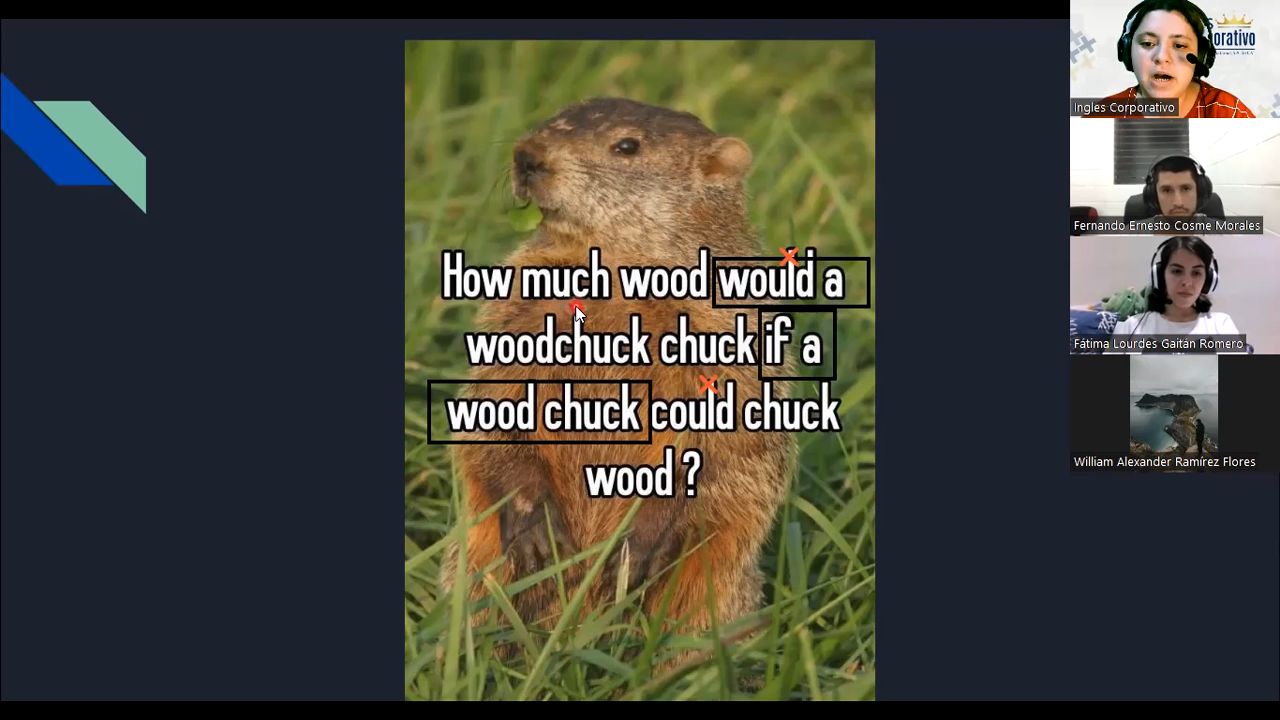 How much wood would a
woodchuck chuck if a
wood chuck could chuck
wood ?
orativo
Ingles Corporativo
Fernando Ernesto Cosme Morales
Fátima Lourdes Gaitán Romero
William Alexander Ramírez Flores